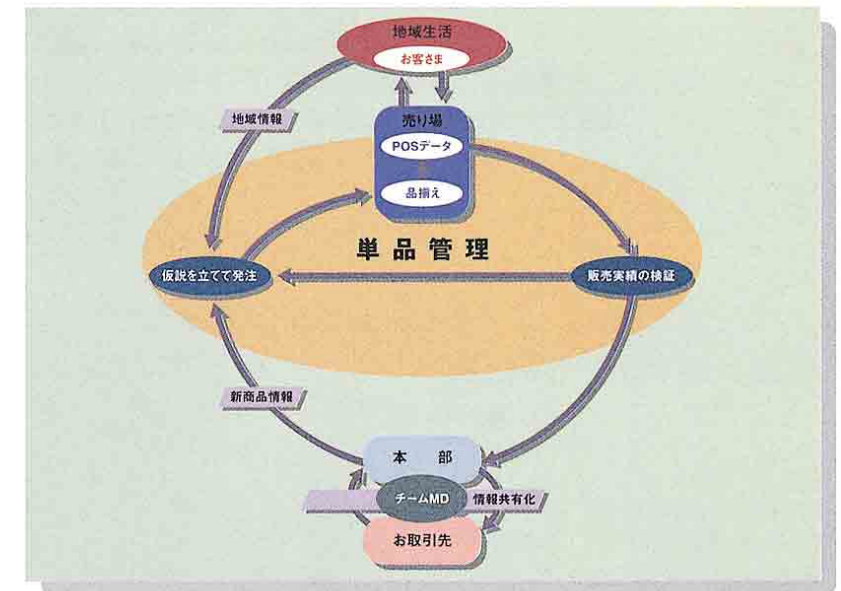 地域生活
お客さま
地域情報
売り場
POSデータ
品揃え
単品管理
仮説を立てて発注
販売実績の検証
新商品情報
本部
チームMD
情報共有化
お取引先